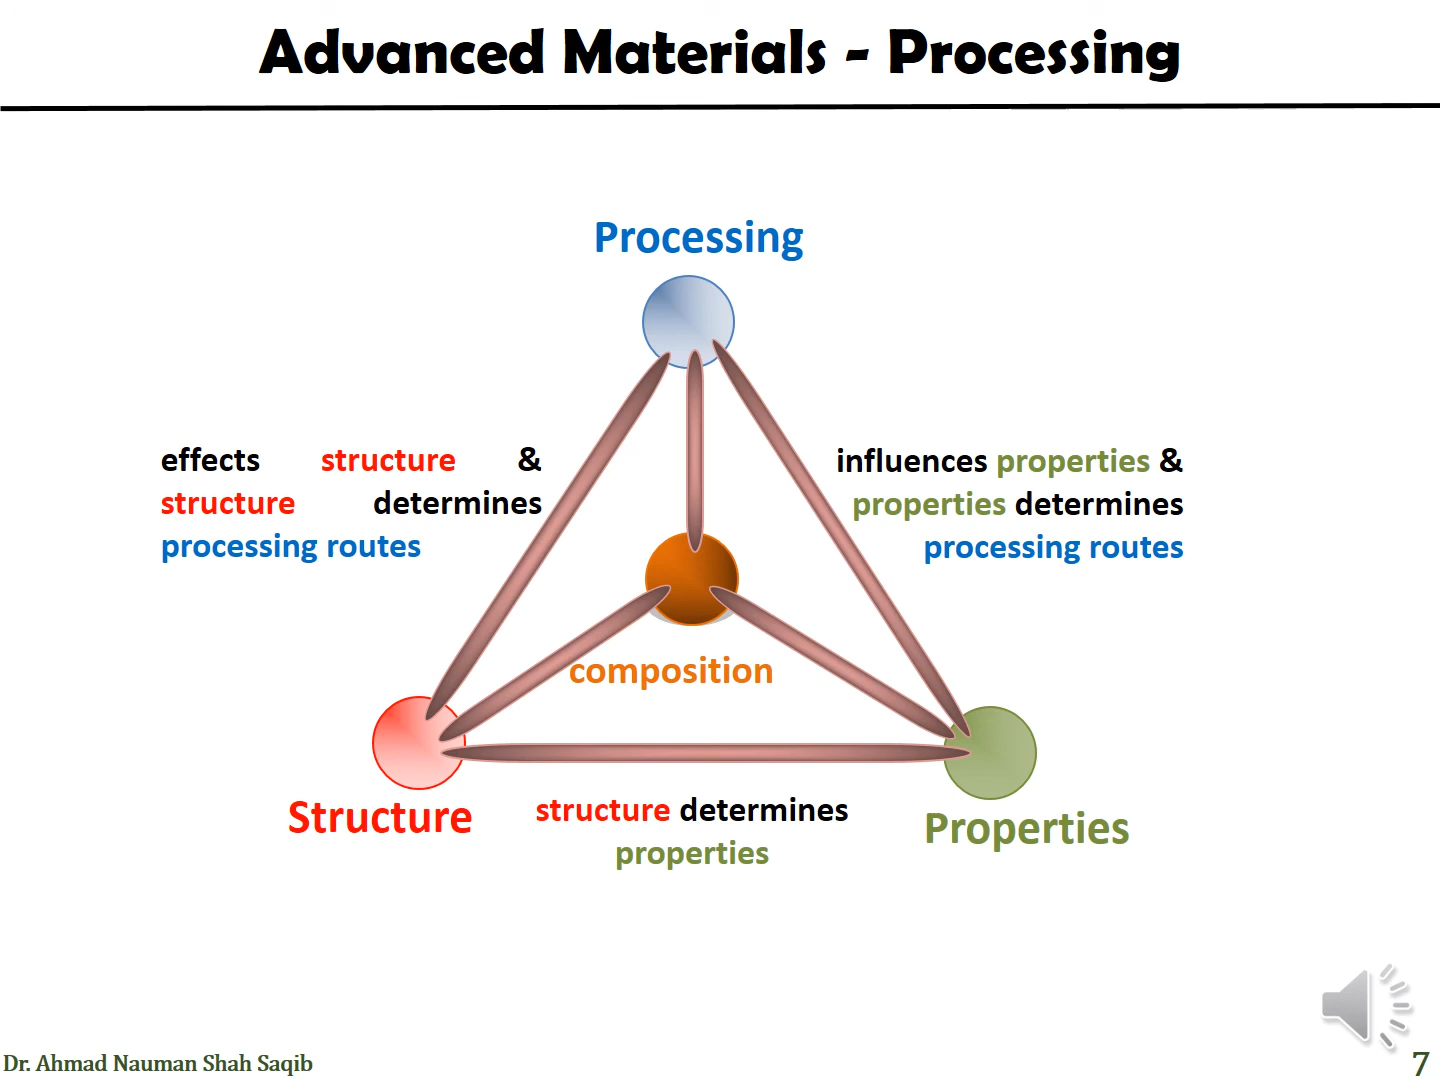 Advanced Materials - Processing
Processing
effects structure &
structure determines
processing routes
influences properties &
properties determines
processing routes
composition
Structure
structure determines
properties
Properties
Dr. Ahmad Nauman Shah Saqib
7